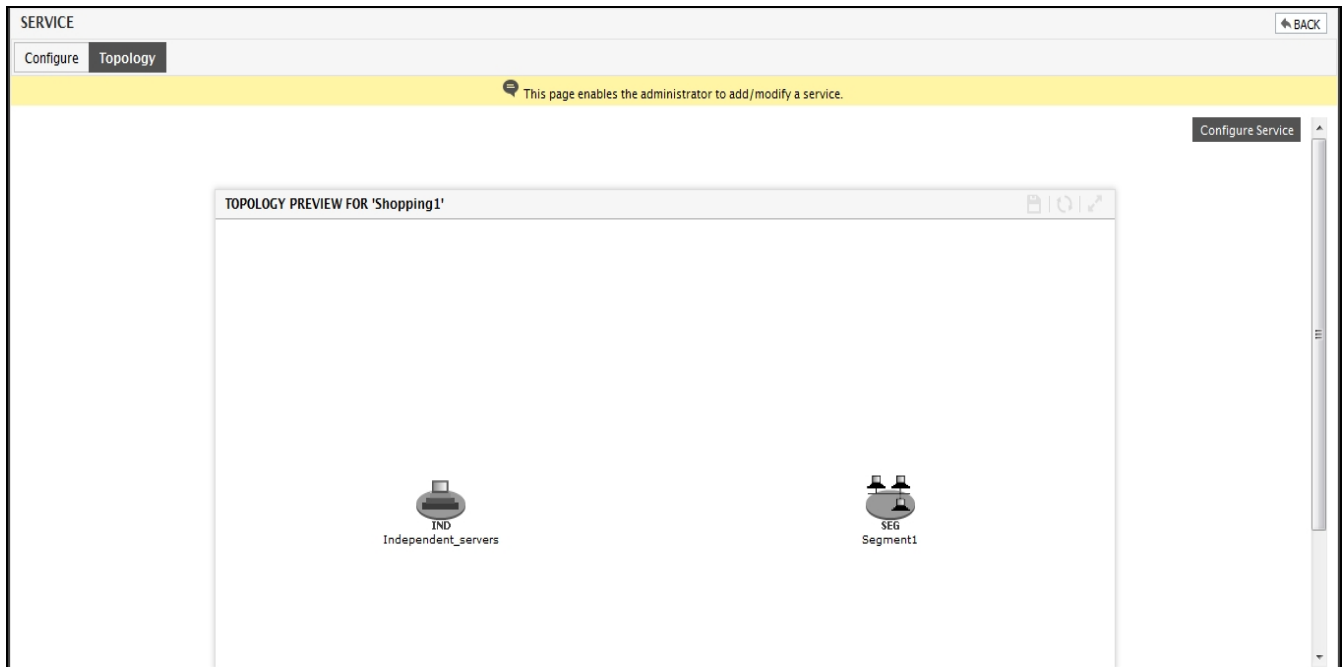 SERVICE
BACK
Configure Topology
This page enables the administrator to add/modify a service.
Configure Service
TOPOLOGY PREVIEW FOR 'Shopping1'
IND
Independent_servers
SEG
Segment1